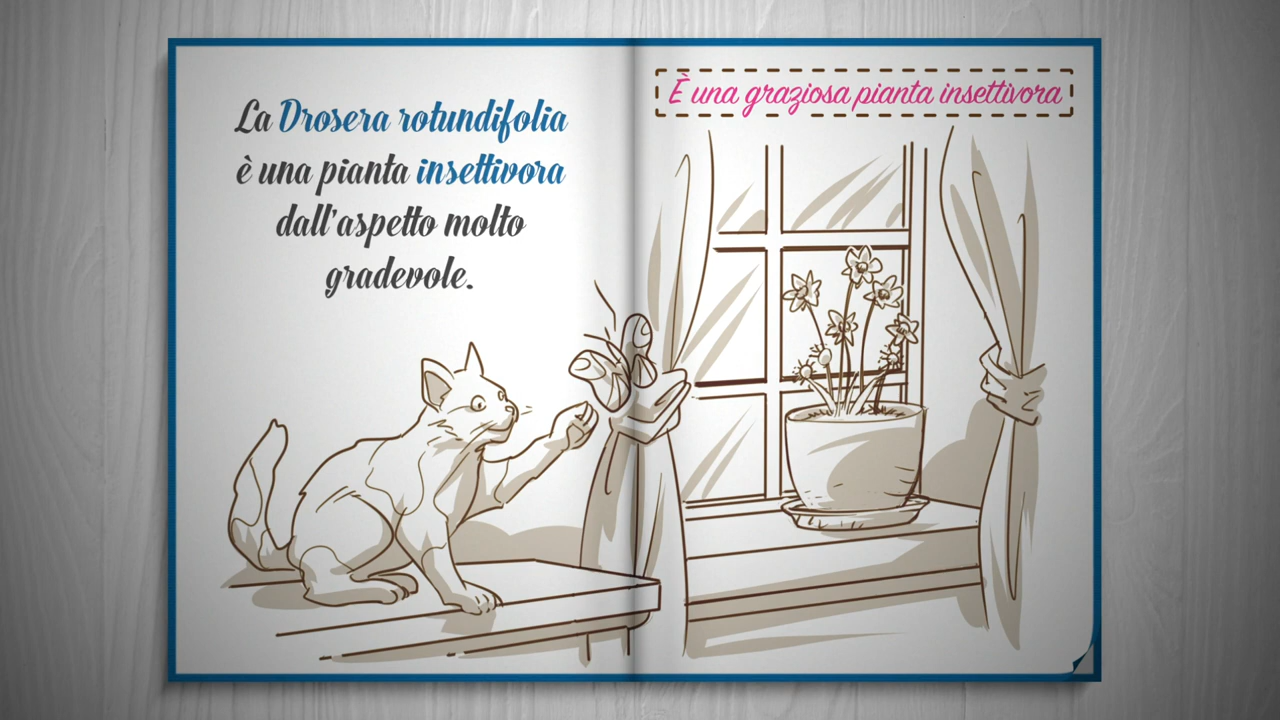 La Drosera rotundifolia
è una pianta insettivora
dall'aspetto molto
gradevole.
È una graziosa pianta insettivora